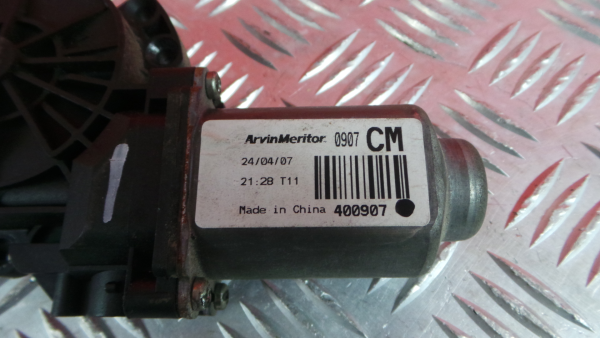 ArvinMeritor 0907 CM
24/04/07
21:28 T11
Made in China 400907